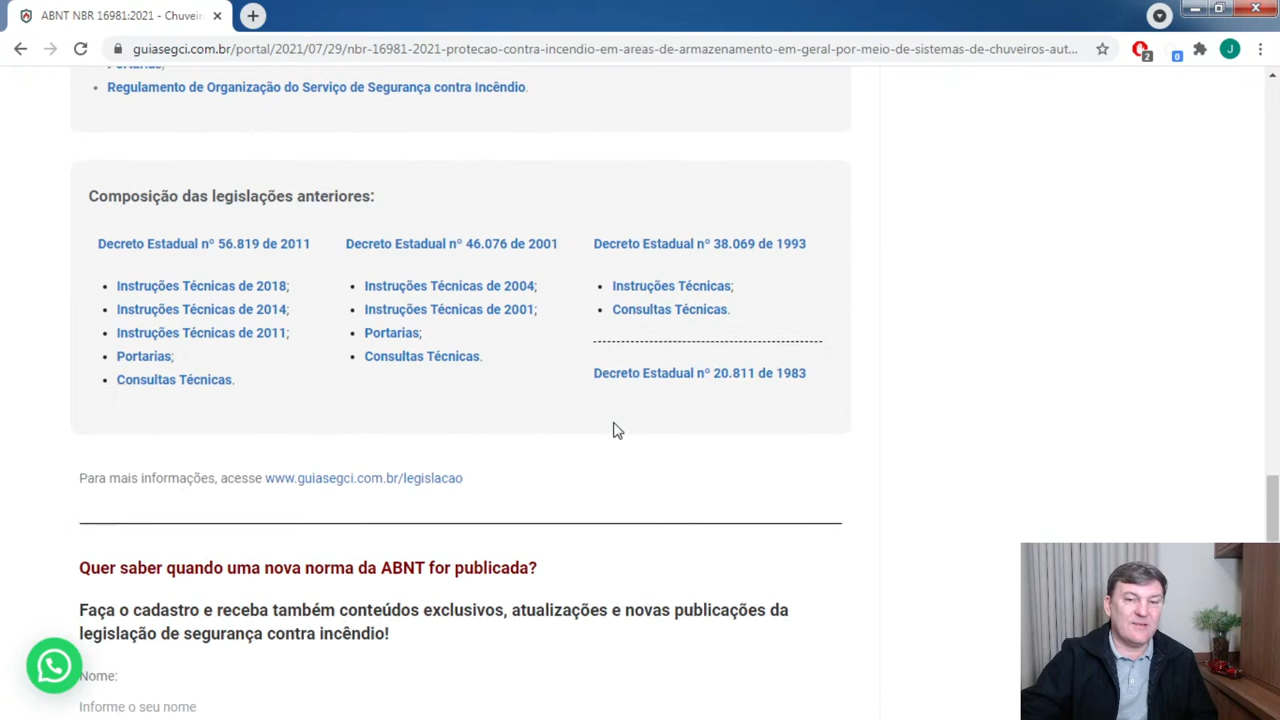 ABNT NBR 16981:2021 - Chuvei
guiasegci.com.br/portal/2021/07/29/nbr-16981-2021-protecao-contra-incendio-em-areas-de-armazenamento-em-geral-por-meio-de-sistemas-de-chuveiros-aut...
2
0
J
Regulamento de Organização do Serviço de Segurança contra Incêndio.
Composição das legislações anteriores:
Decreto Estadual nº 56.819 de 2011
Instruções Técnicas de 2018;
Instruções Técnicas de 2014;
Instruções Técnicas de 2011;
Portarias;
Consultas Técnicas.
Decreto Estadual nº 46.076 de 2001
Instruções Técnicas de 2004;
Instruções Técnicas de 2001;
Portarias;
Consultas Técnicas.
Decreto Estadual nº 38.069 de 1993
Instruções Técnicas;
Consultas Técnicas.
Decreto Estadual nº 20.811 de 1983
Para mais informações, acesse www.guiasegci.com.br/legislacao
Quer saber quando uma nova norma da ABNT for publicada?
Faça o cadastro e receba também conteúdos exclusivos, atualizações e novas publicações da
legislação de segurança contra incêndio!
Nome:
Informe o seu nome